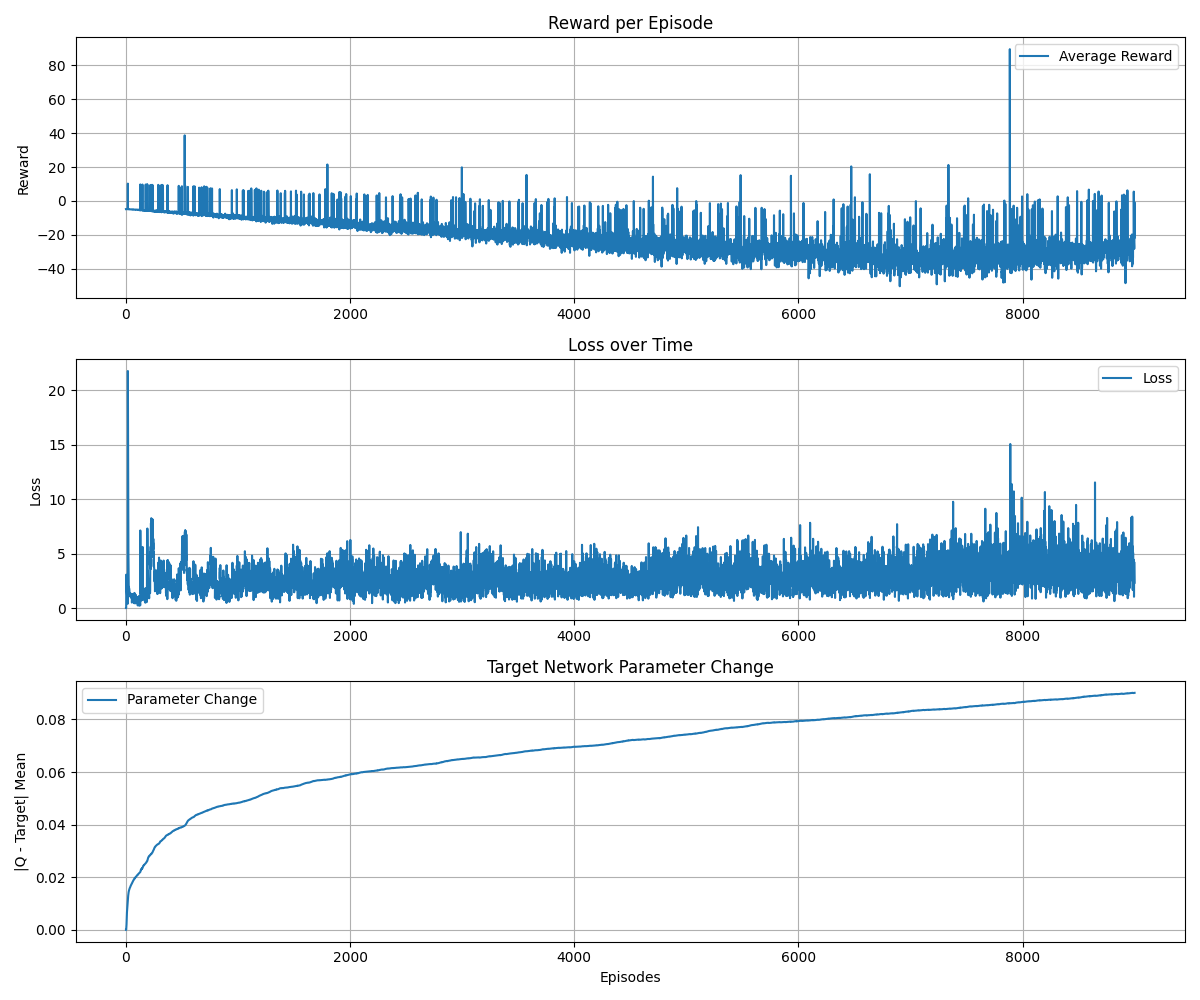 Reward per Episode
Average Reward
Reward
80
60
40
20
0
−20
−40
0 2000 4000 6000 8000
Loss over Time
Loss
Loss
20
15
10
5
0
0 2000 4000 6000 8000
Target Network Parameter Change
Parameter Change
|Q - Target| Mean
0.08
0.06
0.04
0.02
0.00
0 2000 4000 6000 8000
Episodes